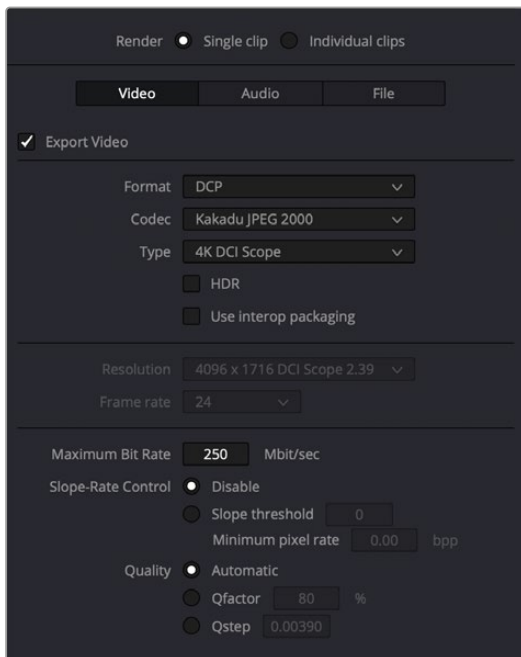 Render Single clip Individual clips
Video Audio File
Export Video
Format DCP
Codec Kakadu JPEG 2000
Type 4K DCI Scope
HDR
Use interop packaging
Resolution 4096 x 1716 DCI Scope 2.39
Frame rate 24
Maximum Bit Rate 250 Mbit/sec
Slope-Rate Control Disable
Slope threshold 0
Minimum pixel rate 0.00 bpp
Quality Automatic
Qfactor 80 %
Qstep 0.00390